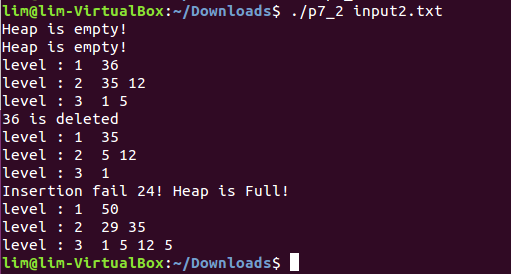 lim@lim-VirtualBox:~/Downloads$ ./p7_2 input2.txt
Heap is empty!
Heap is empty!
level : 1  36
level : 2  35 12
level : 3  1 5
36 is deleted
level : 1  35
level : 2  5 12
level : 3  1
Insertion fail 24! Heap is Full!
level : 1  50
level : 2  29 35
level : 3  1 5 12 5
lim@lim-VirtualBox:~/Downloads$